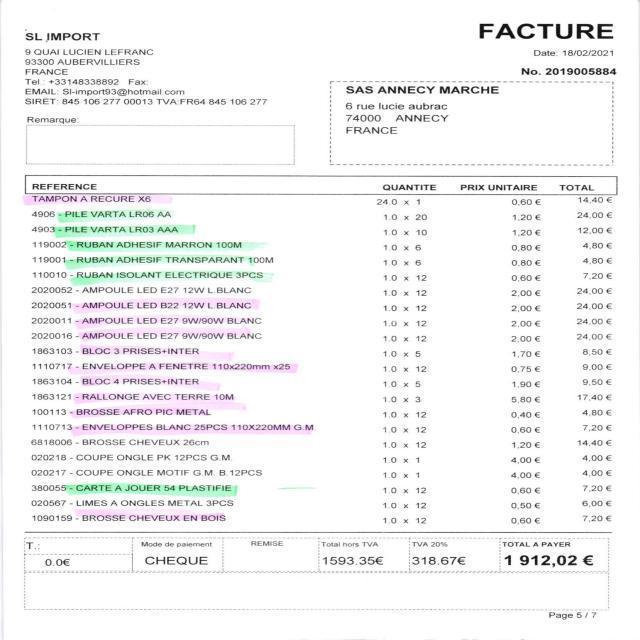 SL IMPORT
9 QUAI LUCIEN LEFRANC
93300 AUBERVILLIERS
FRANCE
Tel : +33148338892 Fax:
EMAIL: Sl-import93@hotmail.com
SIRET: 845 106 277 00013 TVA:FR64 845 106 277
Remarque:
FACTURE
Date: 18/02/2021
No. 2019005884
SAS ANNECY MARCHE
6 rue lucie aubrac
74000 ANNECY
FRANCE
REFERENCE QUANTITE PRIX UNITAIRE TOTAL
TAMPON A RECURE X6 24.0 x 1 0,60 € 14,40 €
4906 - PILE VARTA LR06 AA 1.0 x 20 1,20 € 24,00 €
4903 - PILE VARTA LR03 AAA 1.0 x 10 1,20 € 12,00 €
119002 - RUBAN ADHESIF MARRON 100M 1.0 x 6 0,80 € 4,80 €
119001 - RUBAN ADHESIF TRANSPARANT 100M 1.0 x 6 0,80 € 4,80 €
110010 - RUBAN ISOLANT ELECTRIQUE 3PCS 1.0 x 12 0,60 € 7,20 €
2020052 - AMPOULE LED E27 12W L.BLANC 1.0 x 12 2,00 € 24,00 €
2020051 - AMPOULE LED B22 12W L BLANC 1.0 x 12 2,00 € 24,00 €
2020011 - AMPOULE LED E27 9W/90W BLANC 1.0 x 12 2,00 € 24,00 €
2020016 - AMPOULE LED E27 9W/90W BLANC 1.0 x 12 2,00 € 24,00 €
1863103 - BLOC 3 PRISES+INTER 1.0 x 5 1,70 € 8,50 €
1110717 - ENVELOPPE A FENETRE 110x220mm x25 1.0 x 12 0,75 € 9,00 €
1863104 - BLOC 4 PRISES+INTER 1.0 x 5 1,90 € 9,50 €
1863121 - RALLONGE AVEC TERRE 10M 1.0 x 3 5,80 € 17,40 €
100113 - BROSSE AFRO PIC METAL 1.0 x 12 0,40 € 4,80 €
1110713 - ENVELOPPES BLANC 25PCS 110X220MM G.M 1.0 x 12 0,60 € 7,20 €
6818006 - BROSSE CHEVEUX 26cm 1.0 x 12 1,20 € 14,40 €
020218 - COUPE ONGLE PK 12PCS G.M. 1.0 x 1 4,00 € 4,00 €
020217 - COUPE ONGLE MOTIF G.M. B.12PCS 1.0 x 1 4,00 € 4,00 €
380055 - CARTE A JOUER 54 PLASTIFIE 1.0 x 12 0,60 € 7,20 €
020567 - LIMES A ONGLES METAL 3PCS 1.0 x 12 0,50 € 6,00 €
1090159 - BROSSE CHEVEUX EN BOIS 1.0 x 12 0,60 € 7,20 €
T.: Mode de paiement REMISE Total hors TVA TVA 20% TOTAL A PAYER
0.0€ CHEQUE 1593.35€ 318.67€ 1 912,02 €
Page 5 / 7